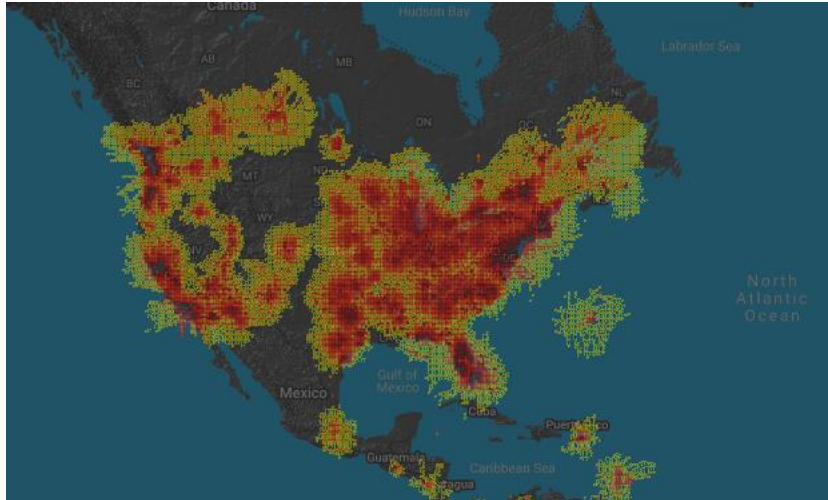 Canada
Hudson Bay
Labrador Sea
AB
BC
MB
NL
ON
QC
MT
WY
NV
North
Atlantic
Ocean
Gulf of
Mexico
Mexico
Cuba
Puerto Rico
Guatemala
Caribbean Sea